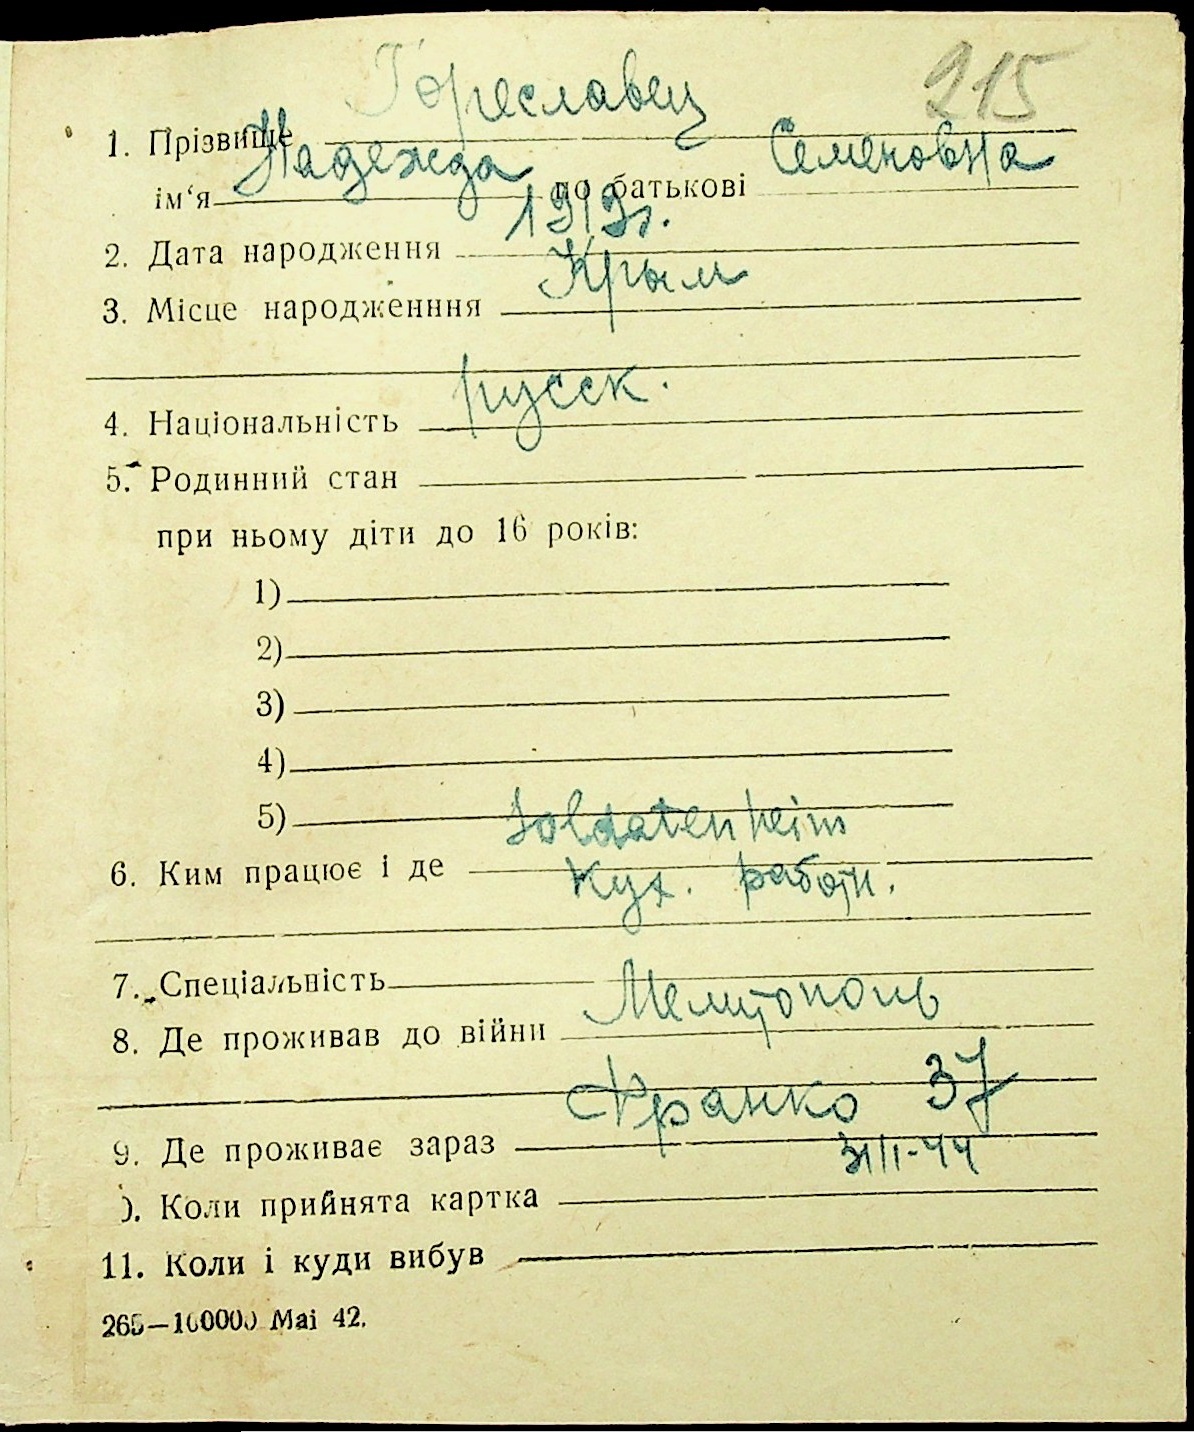 215
Гореславец
1. Прізвище
Надежда Семеновна
ім‘я по батькові
1919г.
2. Дата народження
Крым
3. Місце народженння
русск.
4. Національність
5. Родинний стан
при ньому діти до 16 років:
1)
2)
3)
4)
5)
Soldatenheim
6. Ким працює і де
Кух. работн.
7. Спеціальність
Мелитополь
8. Де проживав до війни
Франко 37
9. Де проживає зараз
0. Коли прийнята картка
11. Коли і куди вибув
265—100000 Mai 42.